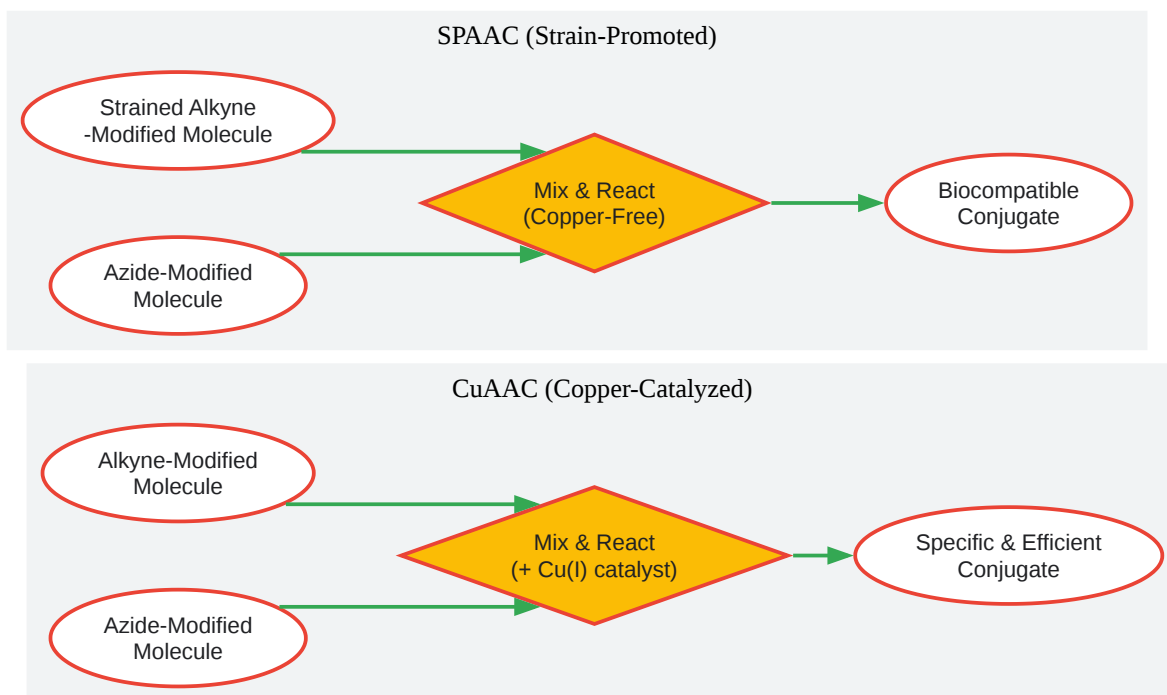 SPAAC (Strain-Promoted)
Strained Alkyne
-Modified Molecule
Mix & React
(Copper-Free)
Biocompatible
Conjugate
Azide-Modified
Molecule
CuAAC (Copper-Catalyzed)
Alkyne-Modified
Molecule
Mix & React
(+ Cu(I) catalyst)
Specific & Efficient
Conjugate
Azide-Modified
Molecule